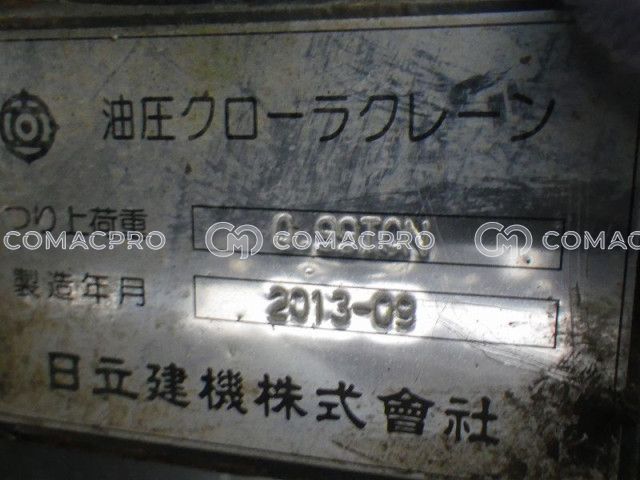 油圧クローラクレーン
つり上荷重
COMACPRO COMACPRO COMACPRO
製造年月 2013-09
日立建機株式會社